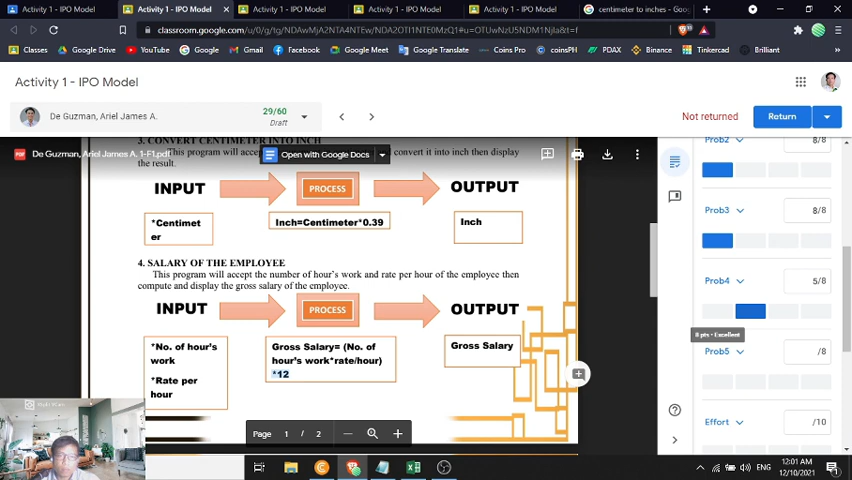 Activity 1 - IPO Model
Activity 1 - IPO Model
Activity 1 - IPO Model
Activity 1 - IPO Model
Activity 1 - IPO Model
centimeter to inches - Goog
classroom.google.com/u/0/g/tg/NDAwMjA2NTA4NTEw/NDA2OTI1NTE0MzQ1#u=OTUwNzU5NDM1Njla&t=f
Classes
Google Drive
YouTube
Google
Gmail
Facebook
Google Meet
Google Translate
Coins Pro
coinsPH
PDAX
Binance
Tinkercad
Brilliant
Activity 1 - IPO Model
De Guzman, Ariel James A.
29/60
Draft
Not returned
Return
3. CONVERT CENTIMETER INTO INCH
De Guzman, Ariel James A. 1-F1.pdf
This program will accept
Open with Google Docs
convert it into inch then display
the result.
INPUT
PROCESS
OUTPUT
*Centimet
er
Inch=Centimeter*0.39
Inch
4. SALARY OF THE EMPLOYEE
This program will accept the number of hour's work and rate per hour of the employee then
compute and display the gross salary of the employee.
INPUT
PROCESS
OUTPUT
*No. of hour's
work
*Rate per
hour
Gross Salary= (No. of
hour's work*rate/hour)
*12
Gross Salary
Page 1 / 2
Prob2
8/8
Prob3
8/8
Prob4
5/8
8 pts • Excellent
Prob5
/8
Effort
/10
ENG
12:01 AM
12/10/2021